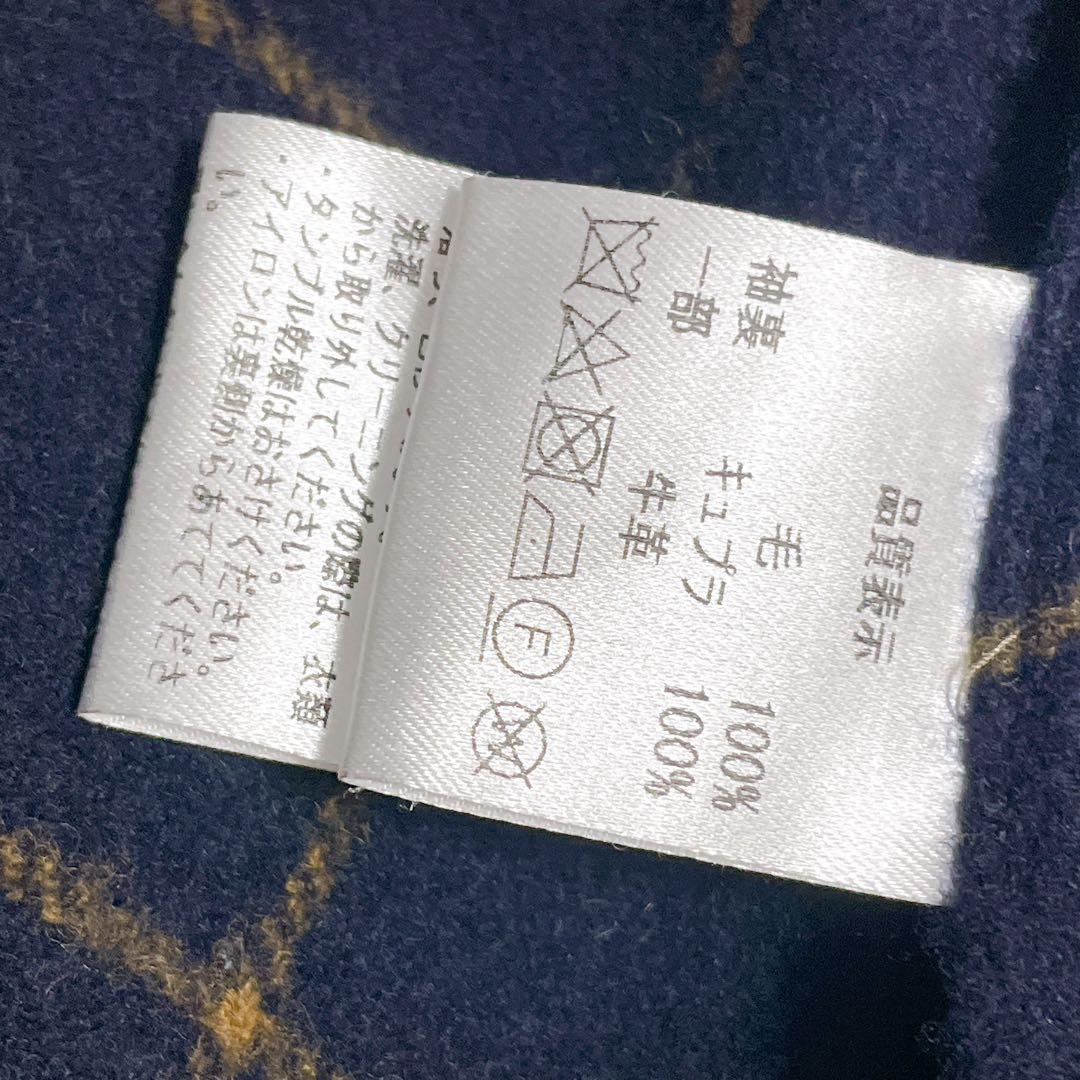 品質表示
毛 100%
袖裏 キュプラ 100%
一部 牛革
F
W
洗濯、クリーニングの際は、衣類
から取り外してください。
・タンブル乾燥はおさけください。
・アイロンは裏側からあててくださ
い。